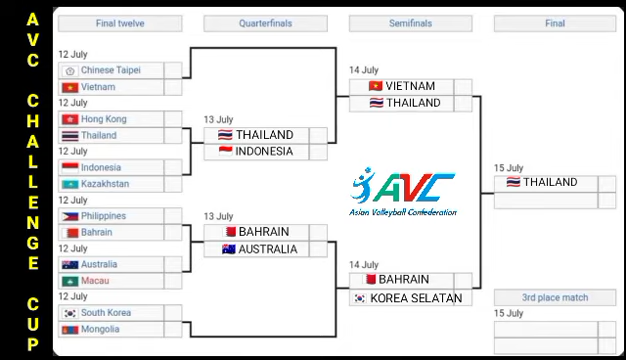 AVC CHALLENGE CUP
Final twelve
Quarterfinals
Semifinals
Final
12 July
Chinese Taipei
Vietnam
12 July
Hong Kong
Thailand
12 July
Indonesia
Kazakhstan
12 July
Philippines
Bahrain
12 July
Australia
Macau
12 July
South Korea
Mongolia
13 July
THAILAND
INDONESIA
13 July
BAHRAIN
AUSTRALIA
14 July
VIETNAM
THAILAND
AVC
Asian Volleyball Confederation
14 July
BAHRAIN
KOREA SELATAN
15 July
THAILAND
3rd place match
15 July